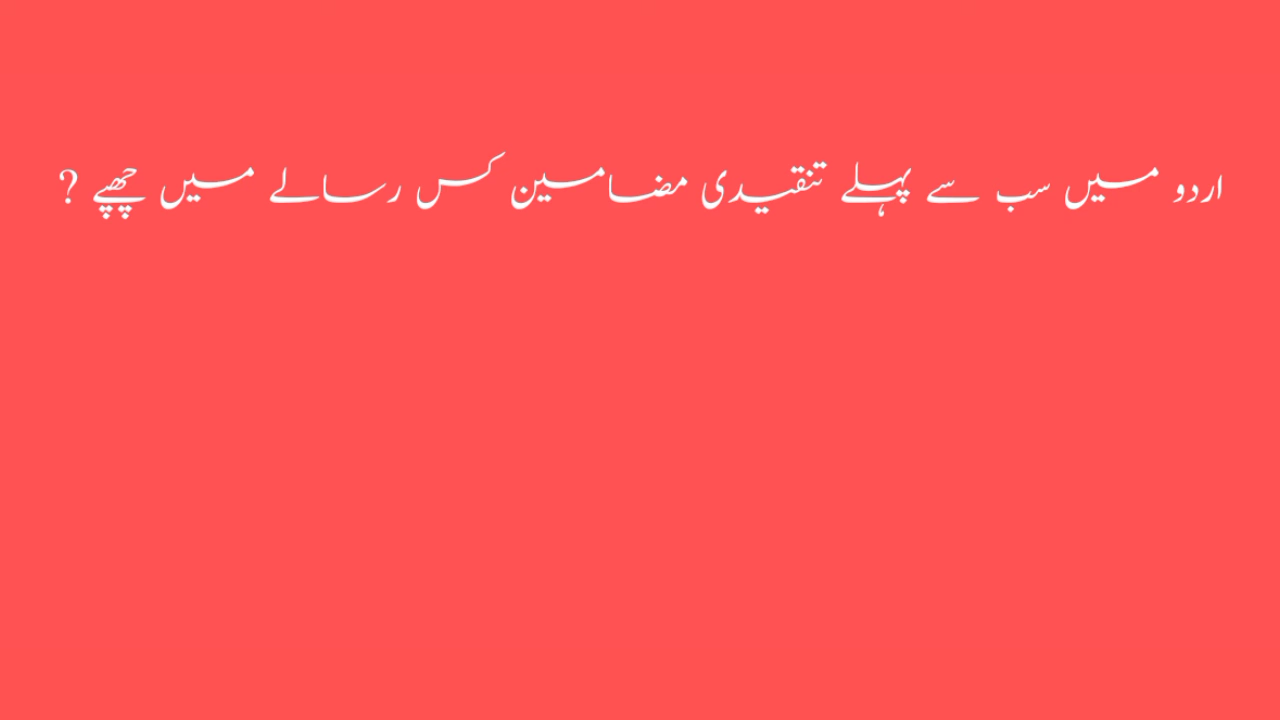 اردو میں سب سے پہلے تنقیدی مضامین کس رسالے میں چھپے ?